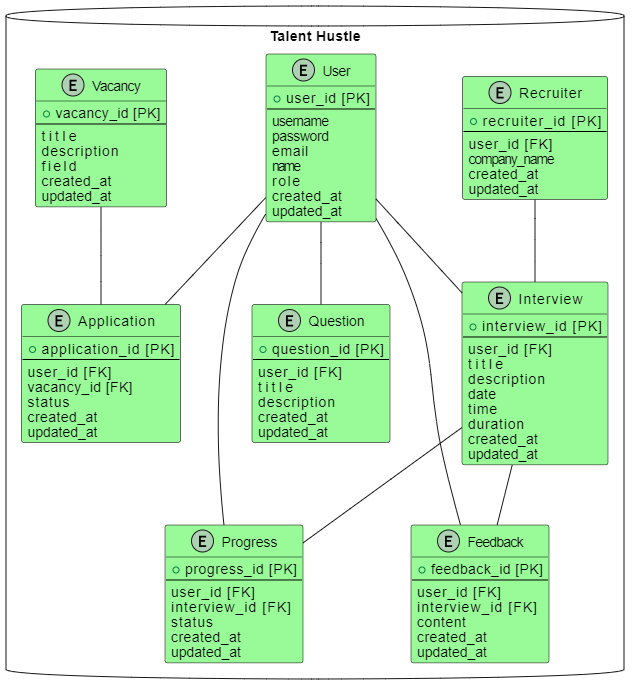 Talent Hustle
E Vacancy
vacancy_id [PK]
title
description
field
created_at
updated_at
E User
user_id [PK]
username
password
email
name
role
created_at
updated_at
E Recruiter
recruiter_id [PK]
user_id [FK]
company_name
created_at
updated_at
E Application
application_id [PK]
user_id [FK]
vacancy_id [FK]
status
created_at
updated_at
E Question
question_id [PK]
user_id [FK]
title
description
created_at
updated_at
E Interview
interview_id [PK]
user_id [FK]
title
description
date
time
duration
created_at
updated_at
E Progress
progress_id [PK]
user_id [FK]
interview_id [FK]
status
created_at
updated_at
E Feedback
feedback_id [PK]
user_id [FK]
interview_id [FK]
content
created_at
updated_at